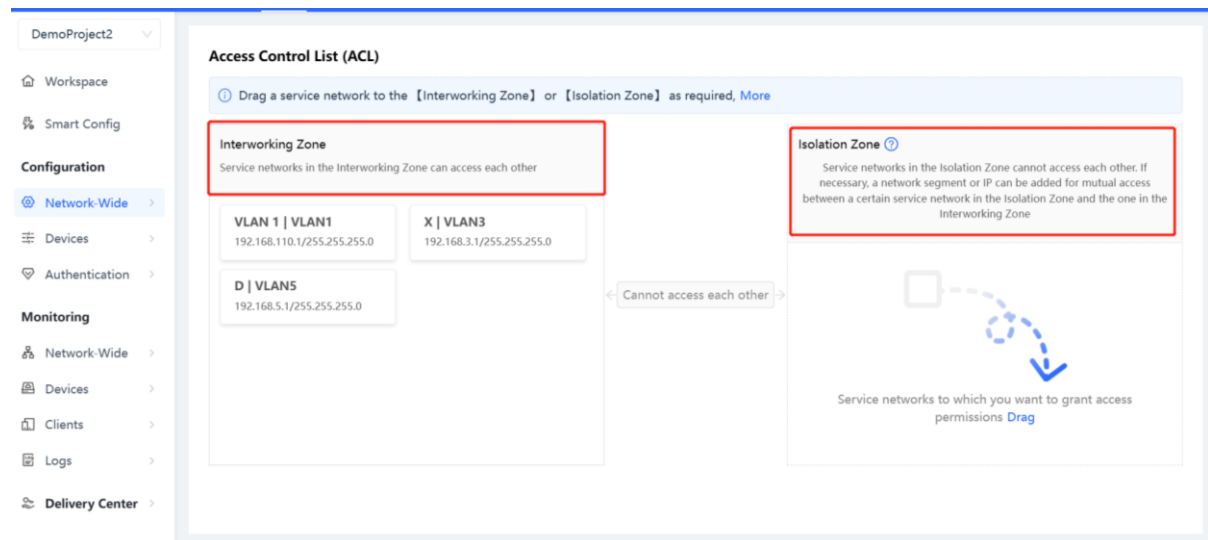 DemoProject2
Workspace
Smart Config
Configuration
Network-Wide
Devices
Authentication
Monitoring
Network-Wide
Devices
Clients
Logs
Delivery Center
Access Control List (ACL)
Drag a service network to the 【Interworking Zone】 or 【Isolation Zone】 as required, More
Interworking Zone
Service networks in the Interworking Zone can access each other
VLAN 1 | VLAN1
192.168.110.1/255.255.255.0
X | VLAN3
192.168.3.1/255.255.255.0
D | VLAN5
192.168.5.1/255.255.255.0
Cannot access each other
Isolation Zone
Service networks in the Isolation Zone cannot access each other. If
necessary, a network segment or IP can be added for mutual access
between a certain service network in the Isolation Zone and the one in the
Interworking Zone
Service networks to which you want to grant access
permissions Drag